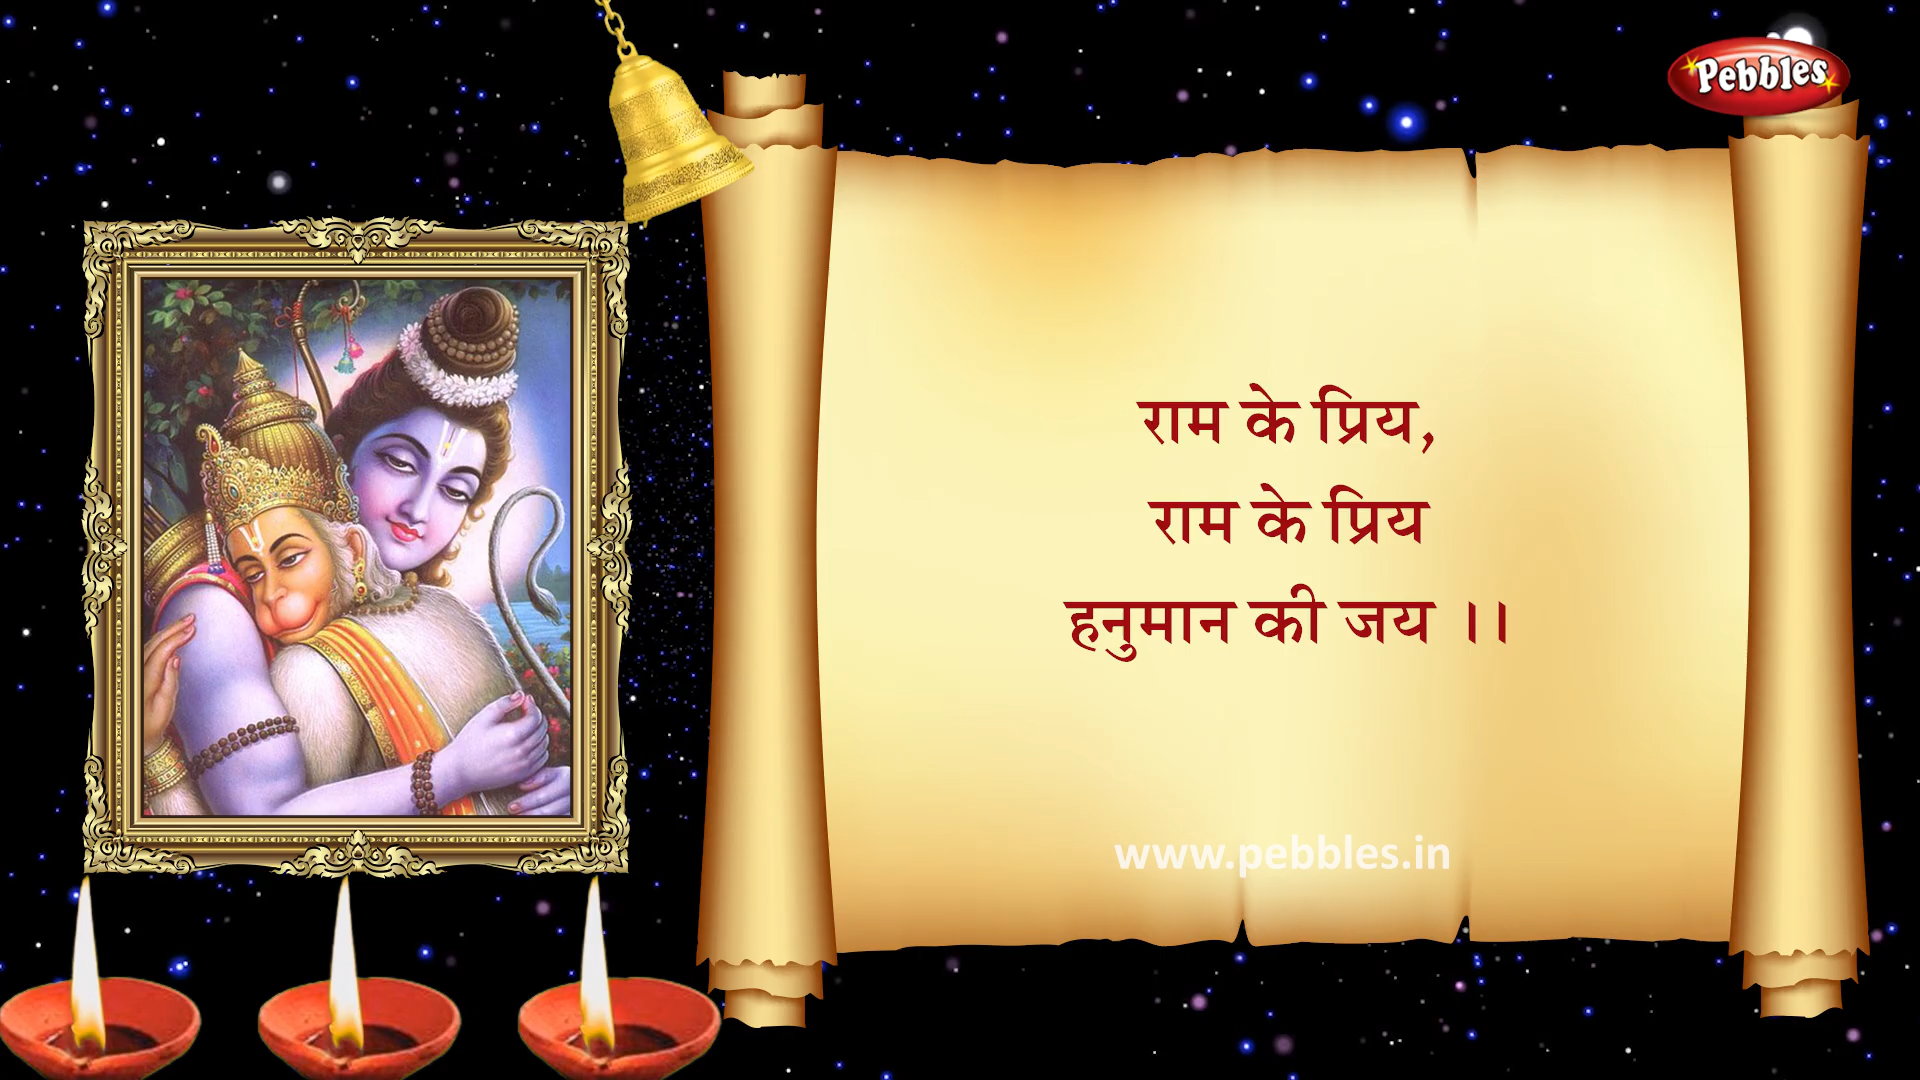 Pebbles
राम के प्रिय,
राम के प्रिय
हनुमान की जय ।।
www.pebbles.in